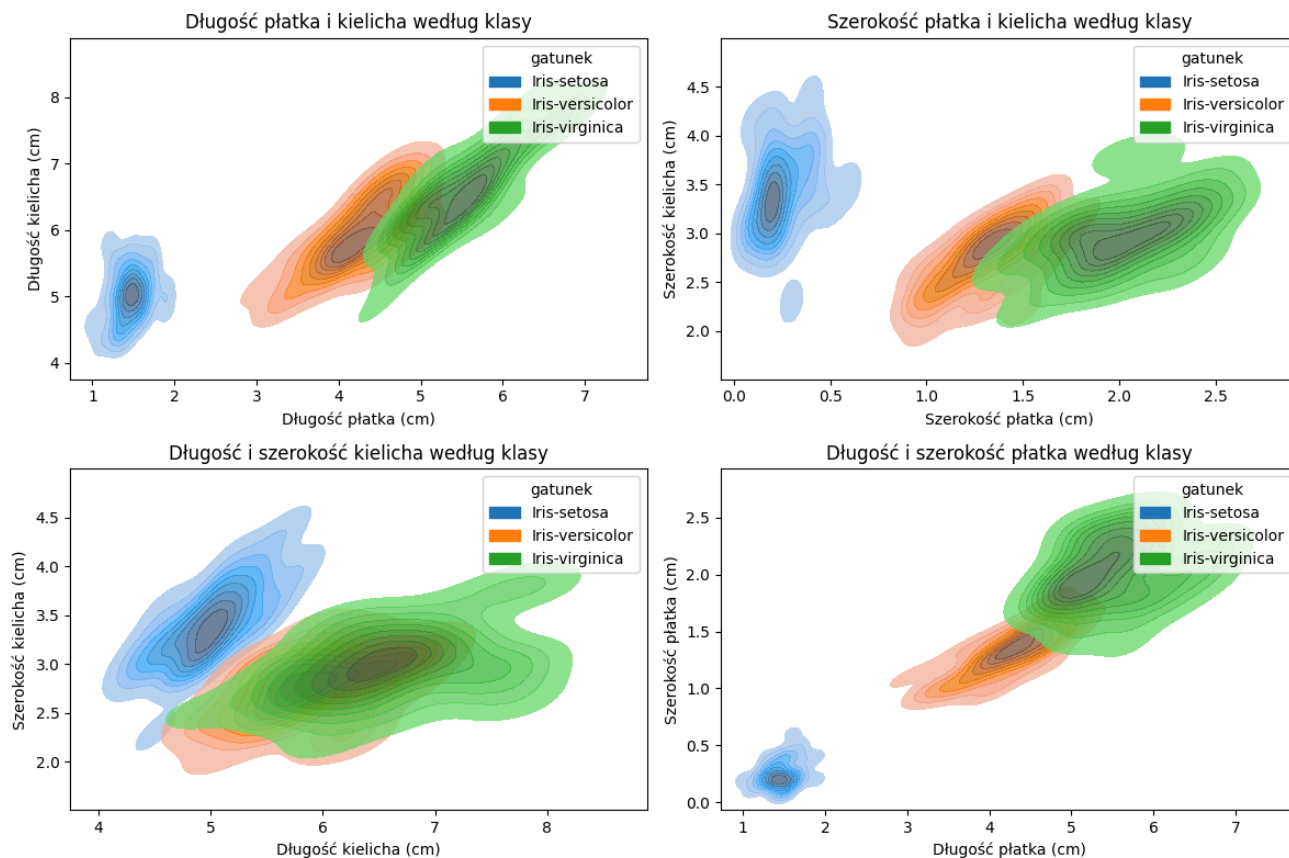 Długość płatka i kielicha według klasy
gatunek
Iris-setosa
Iris-versicolor
Iris-virginica
8
7
6
5
4
Długość kielicha (cm)
1 2 3 4 5 6 7
Długość płatka (cm)
Szerokość płatka i kielicha według klasy
gatunek
Iris-setosa
Iris-versicolor
Iris-virginica
4.5
4.0
3.5
3.0
2.5
2.0
Szerokość kielicha (cm)
0.0 0.5 1.0 1.5 2.0 2.5
Szerokość płatka (cm)
Długość i szerokość kielicha według klasy
gatunek
Iris-setosa
Iris-versicolor
Iris-virginica
4.5
4.0
3.5
3.0
2.5
2.0
Szerokość kielicha (cm)
4 5 6 7 8
Długość kielicha (cm)
Długość i szerokość płatka według klasy
gatunek
Iris-setosa
Iris-versicolor
Iris-virginica
2.5
2.0
1.5
1.0
0.5
0.0
Szerokość płatka (cm)
1 2 3 4 5 6 7
Długość płatka (cm)